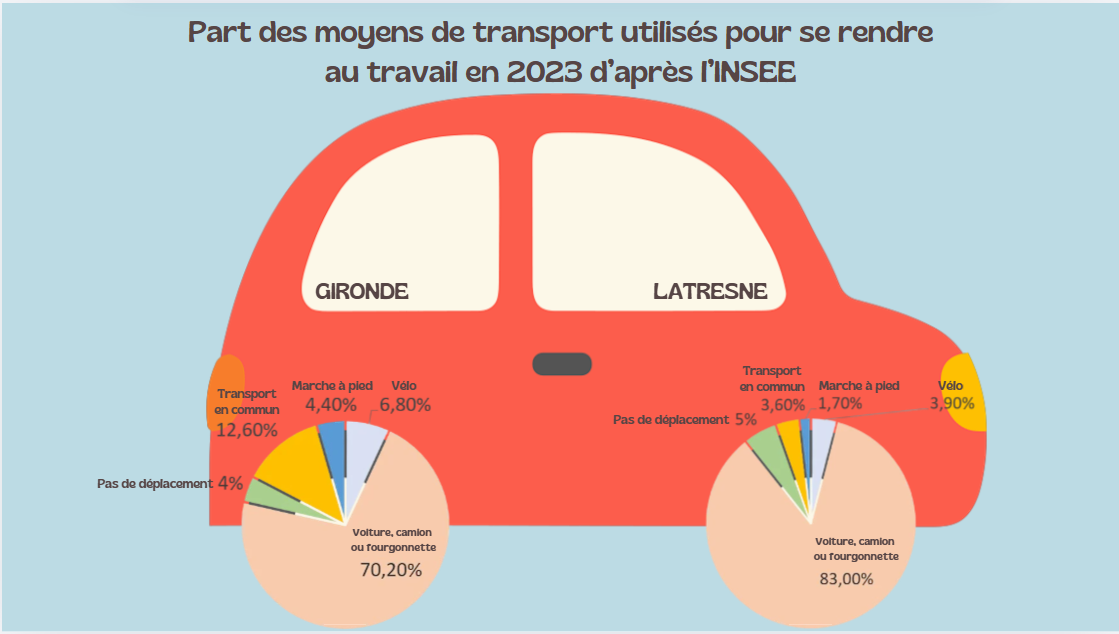 Part des moyens de transport utilisés pour se rendre
au travail en 2023 d'après l'INSEE
GIRONDE
LATRESNE
Transport
en commun
12,60%
Marche à pied
4,40%
Vélo
6,80%
Pas de déplacement 4%
Voiture, camion
ou fourgonnette
70,20%
Transport
en commun
3,60%
Marche à pied
1,70%
Vélo
3,90%
Pas de déplacement 5%
Voiture, camion
ou fourgonnette
83,00%